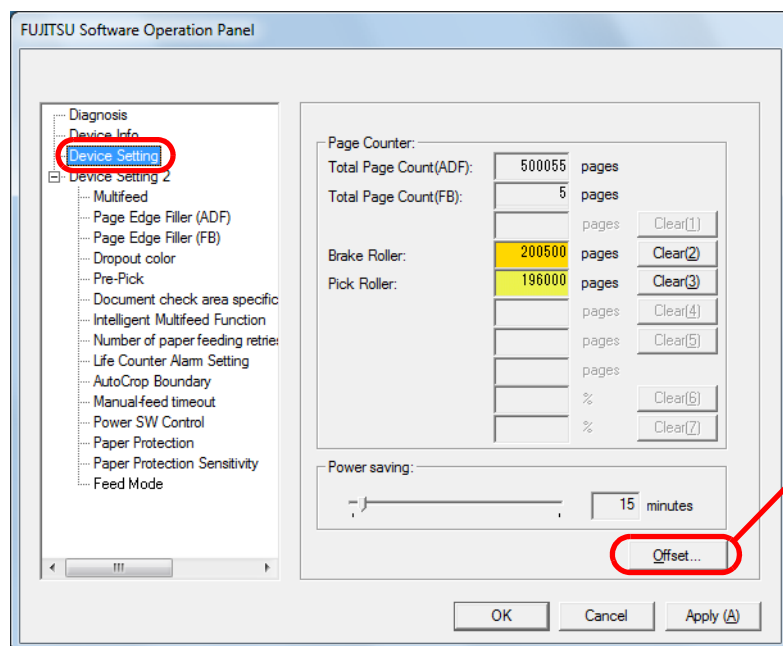 FUJITSU Software Operation Panel
Diagnosis
Device Info
Device Setting
Device Setting 2
Multifeed
Page Edge Filler (ADF)
Page Edge Filler (FB)
Dropout color
Pre-Pick
Document check area specific
Intelligent Multifeed Function
Number of paper feeding retries
Life Counter Alarm Setting
AutoCrop Boundary
Manual-feed timeout
Power SW Control
Paper Protection
Paper Protection Sensitivity
Feed Mode
Page Counter:
Total Page Count(ADF): 500055 pages
Total Page Count(FB): 5 pages
pages Clear(1)
Brake Roller: 200500 pages Clear(2)
Pick Roller: 196000 pages Clear(3)
pages Clear(4)
pages Clear(5)
pages
% Clear(6)
% Clear(7)
Power saving:
15 minutes
Offset...
OK Cancel Apply (A)